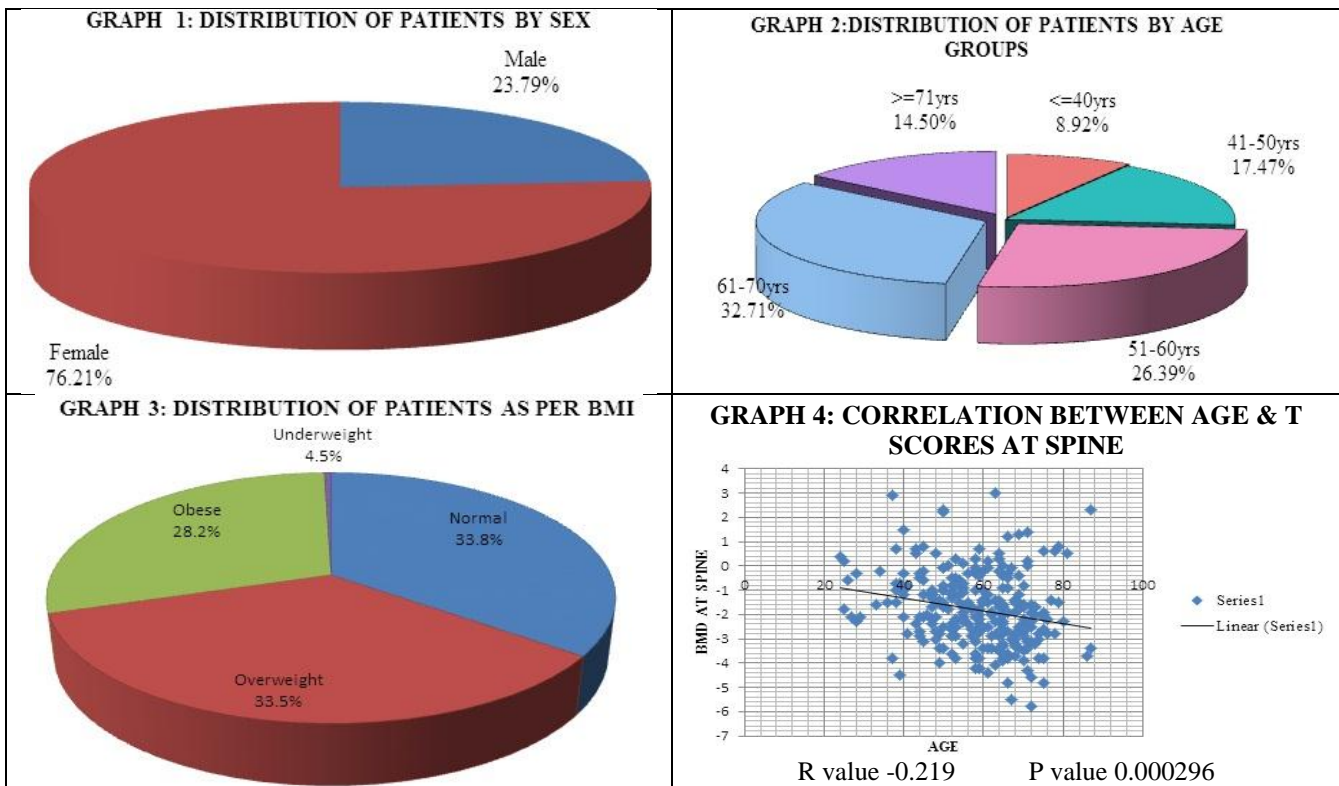 GRAPH 1: DISTRIBUTION OF PATIENTS BY SEX
Male
23.79%
Female
76.21%
GRAPH 2:DISTRIBUTION OF PATIENTS BY AGE
GROUPS
>=71yrs
14.50%
<=40yrs
8.92%
41-50yrs
17.47%
61-70yrs
32.71%
51-60yrs
26.39%
GRAPH 3: DISTRIBUTION OF PATIENTS AS PER BMI
Underweight
4.5%
Obese
28.2%
Normal
33.8%
Overweight
33.5%
GRAPH 4: CORRELATION BETWEEN AGE & T
SCORES AT SPINE
4
3
2
1
0
-1
-2
-3
-4
-5
-6
-7
0
20
40
60
80
100
BMD AT SPINE
AGE
Series1
Linear (Series1)
R value -0.219 P value 0.000296